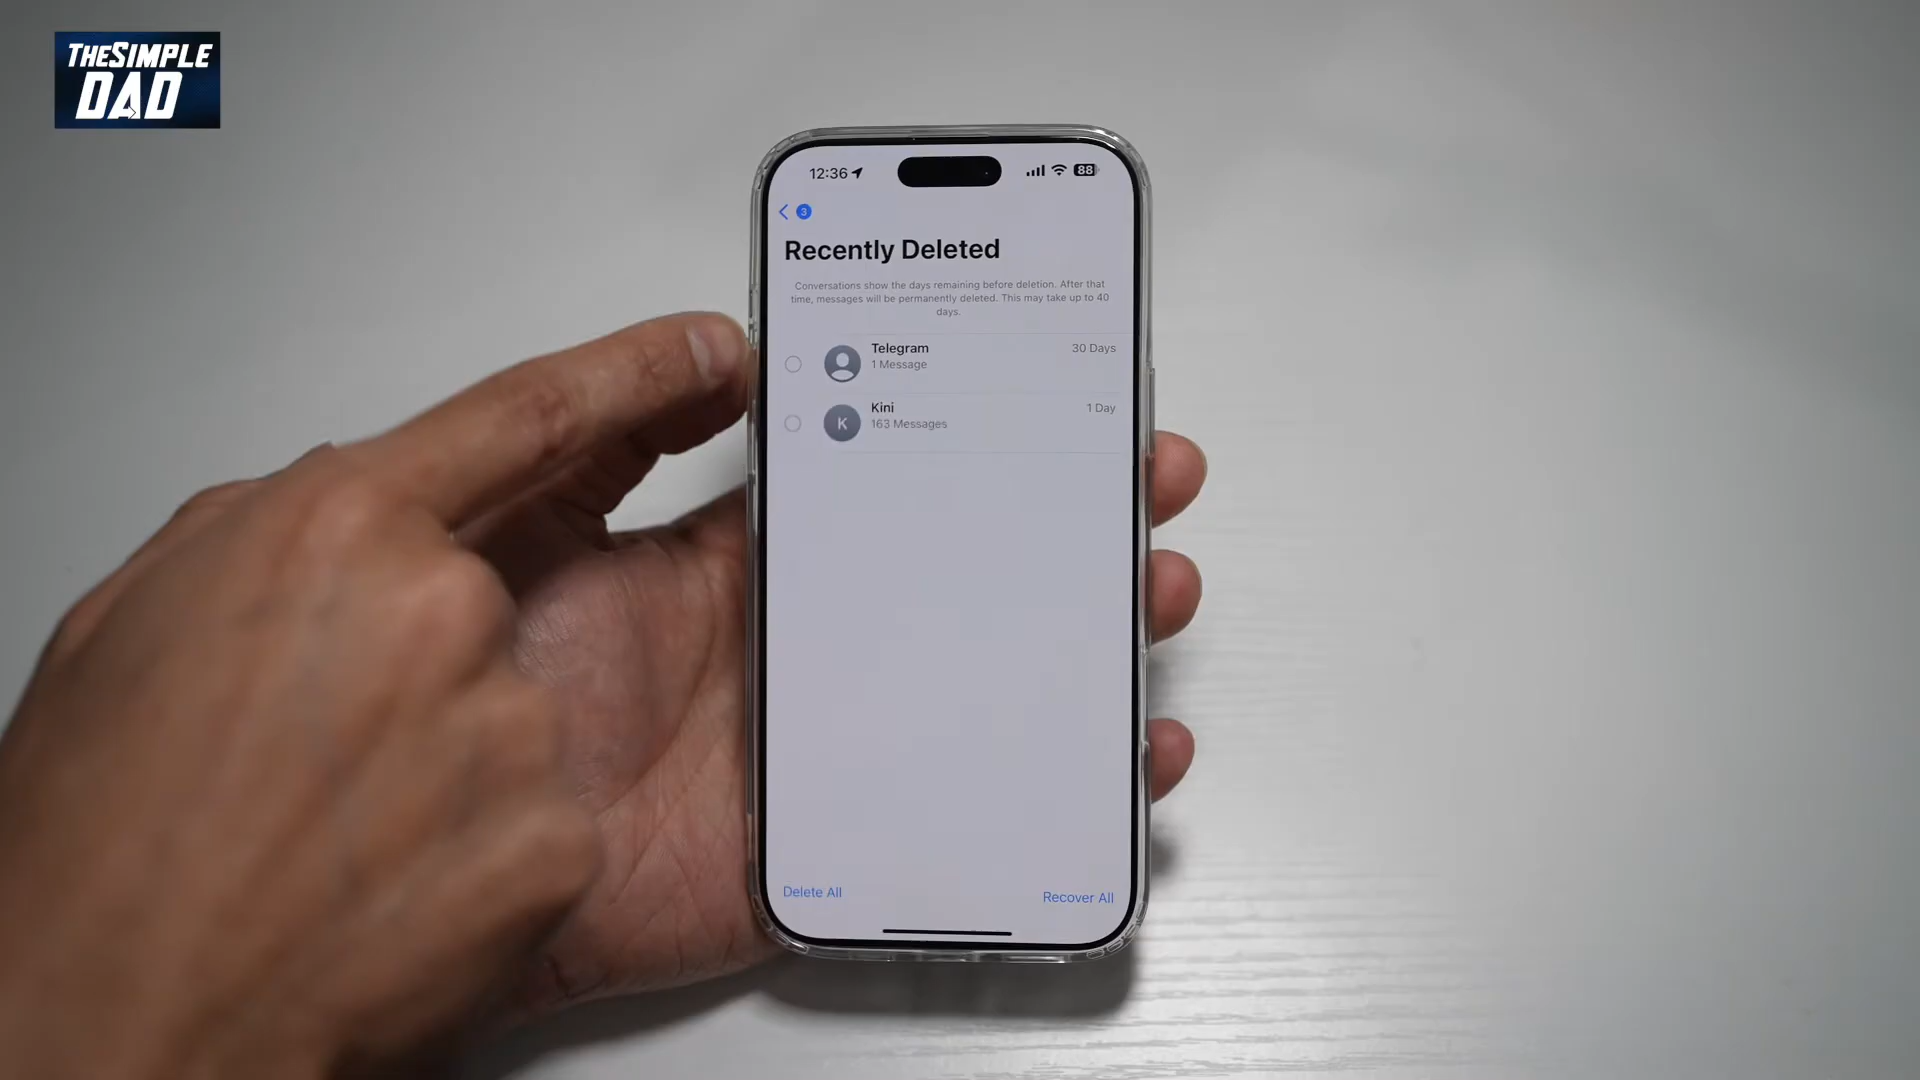 THESIMPLE
DAD
12:36
88
3
Recently Deleted
Conversations show the days remaining before deletion. After that
time, messages will be permanently deleted. This may take up to 40
days.
Telegram
30 Days
1 Message
K
Kini
1 Day
163 Messages
Delete All
Recover All